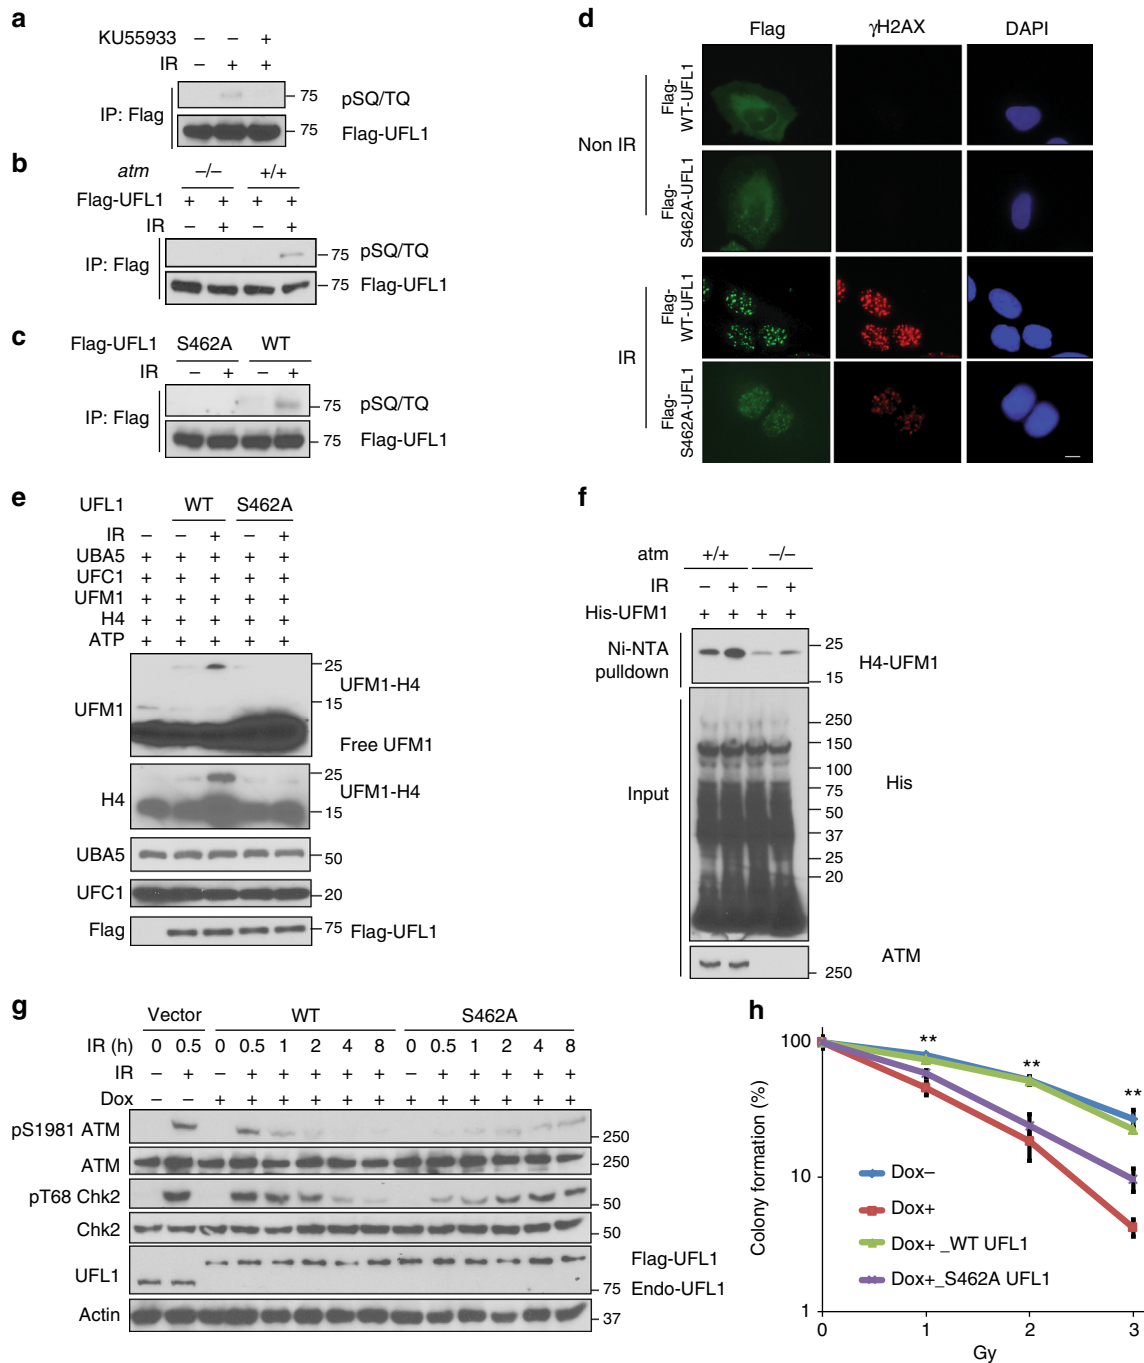 a
KU55933 – – +
IR – + +
IP: Flag
75 pSQ/TQ
75 Flag-UFL1
b
atm –/– +/+
Flag-UFL1 + + + +
IR – + – +
IP: Flag
75 pSQ/TQ
75 Flag-UFL1
c
Flag-UFL1 S462A WT
IR – + – +
IP: Flag
75 pSQ/TQ
75 Flag-UFL1
d
Flag γH2AX DAPI
Non IR
Flag-WT-UFL1
Flag-S462A-UFL1
IR
Flag-WT-UFL1
Flag-S462A-UFL1
e
UFL1 WT S462A
IR – – + – +
UBA5 + + + + +
UFC1 + + + + +
UFM1 + + + + +
H4 + + + + +
ATP + + + + +
UFM1
25
UFM1-H4
15
Free UFM1
H4
25
UFM1-H4
15
UBA5 50
UFC1 20
Flag 75 Flag-UFL1
f
atm +/+ –/–
IR – + – +
His-UFM1 + + + +
Ni-NTA pulldown
25
H4-UFM1
15
Input
250
150
100
75
His
50
37
25
20
ATM
250
g
Vector WT S462A
IR (h) 0 0.5 0 0.5 1 2 4 8 0 0.5 1 2 4 8
IR – + – + + + + + – + + + + +
Dox – – + + + + + + + + + + + +
pS1981 ATM 250
ATM 250
pT68 Chk2 50
Chk2 50
UFL1
Flag-UFL1
75 Endo-UFL1
Actin 37
h
Colony formation (%)
100
10
1
** ** **
Dox–
Dox+
Dox+ _WT UFL1
Dox+_S462A UFL1
0 1 2 3
Gy